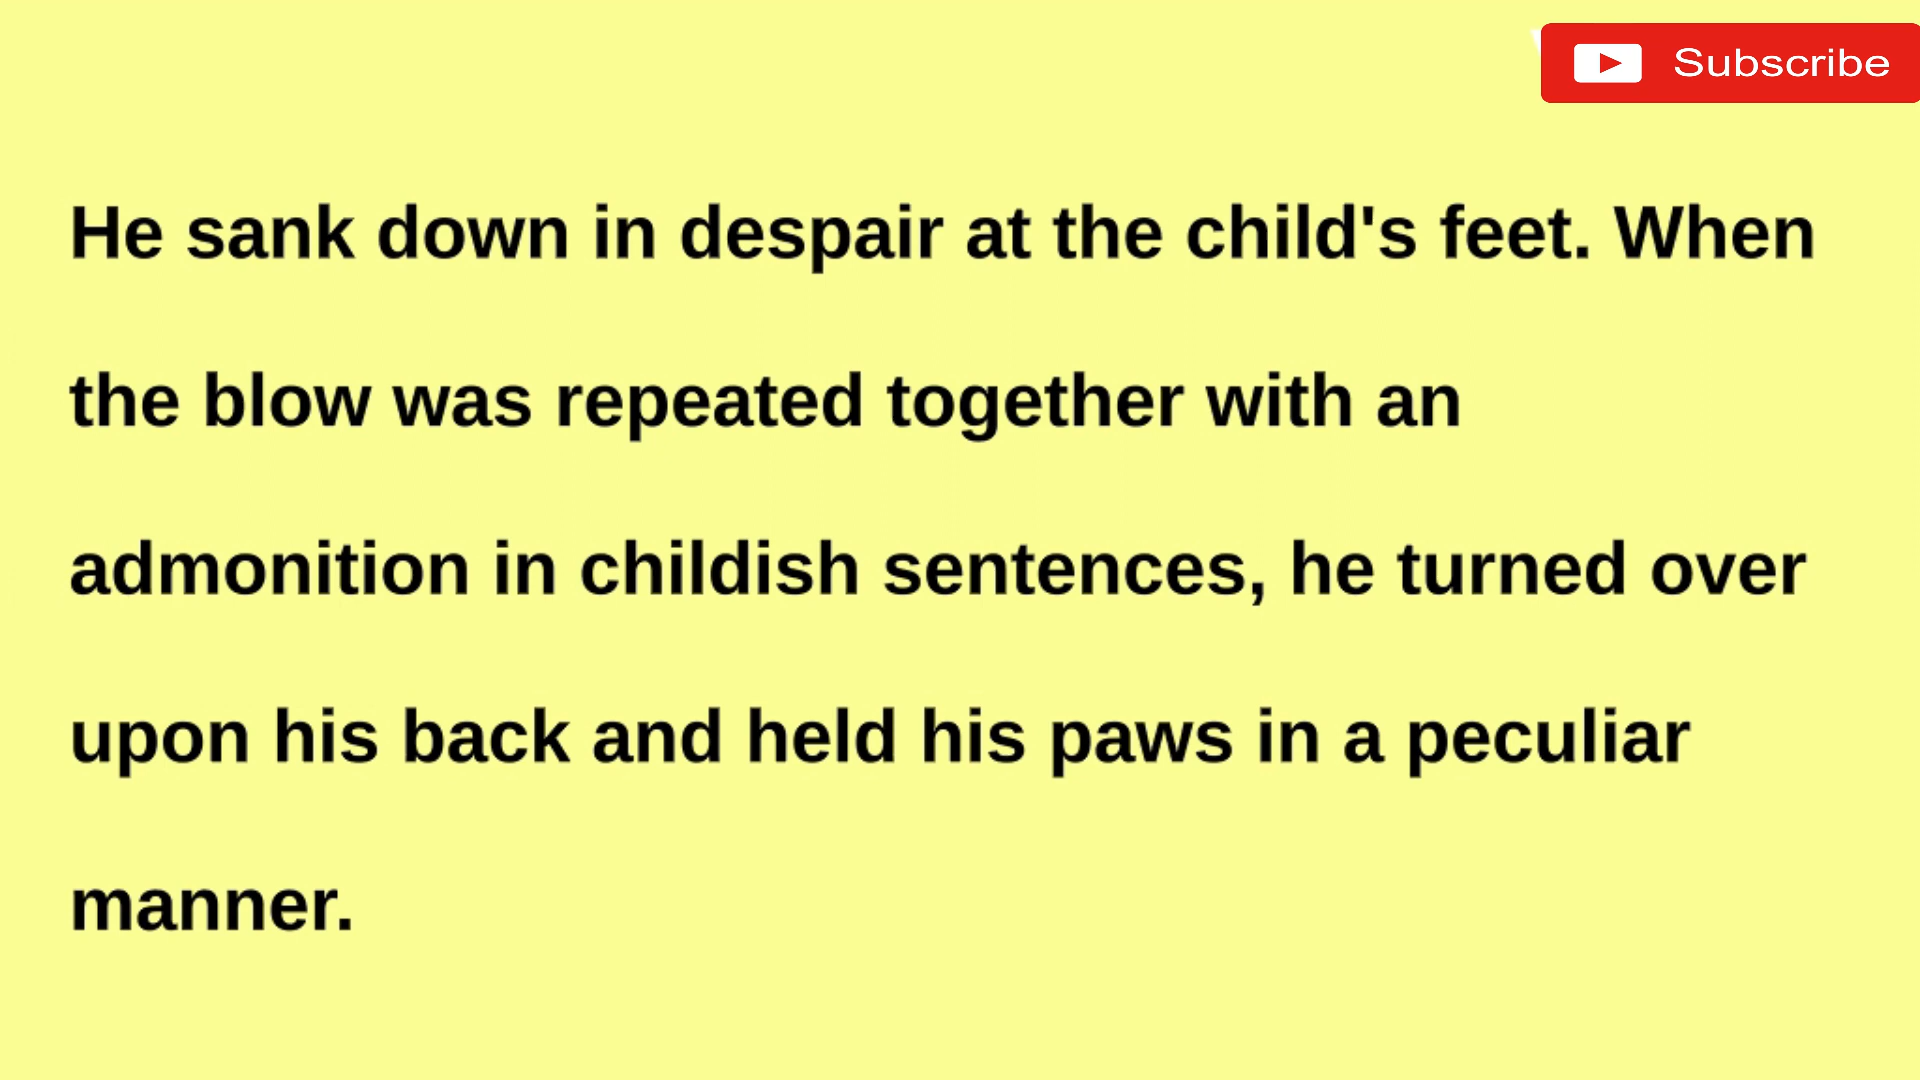 Subscribe
He sank down in despair at the child's feet. When
the blow was repeated together with an
admonition in childish sentences, he turned over
upon his back and held his paws in a peculiar
manner.